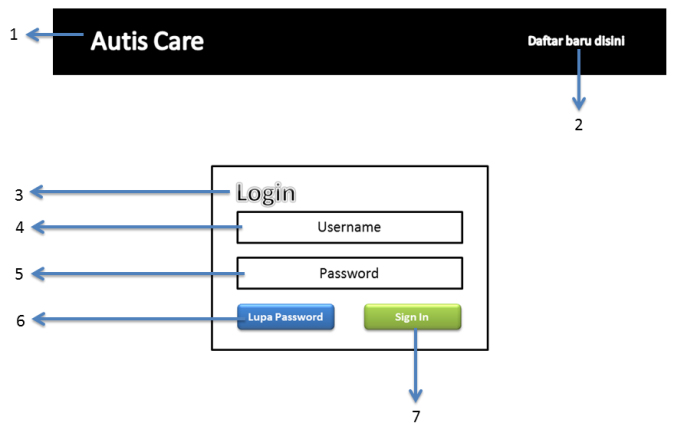 1
Autis Care
Daftar baru disini
2
3
Login
4
Username
5
Password
6
Lupa Password
Sign In
7